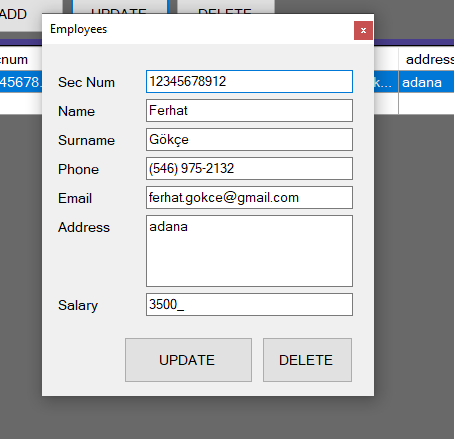 ADD UPDATE DELETE
Employees x
cnum address
45678. k... adana
Sec Num 12345678912
Name Ferhat
Surname Gökçe
Phone (546) 975-2132
Email ferhat.gokce@gmail.com
Address adana
Salary 3500_
UPDATE DELETE